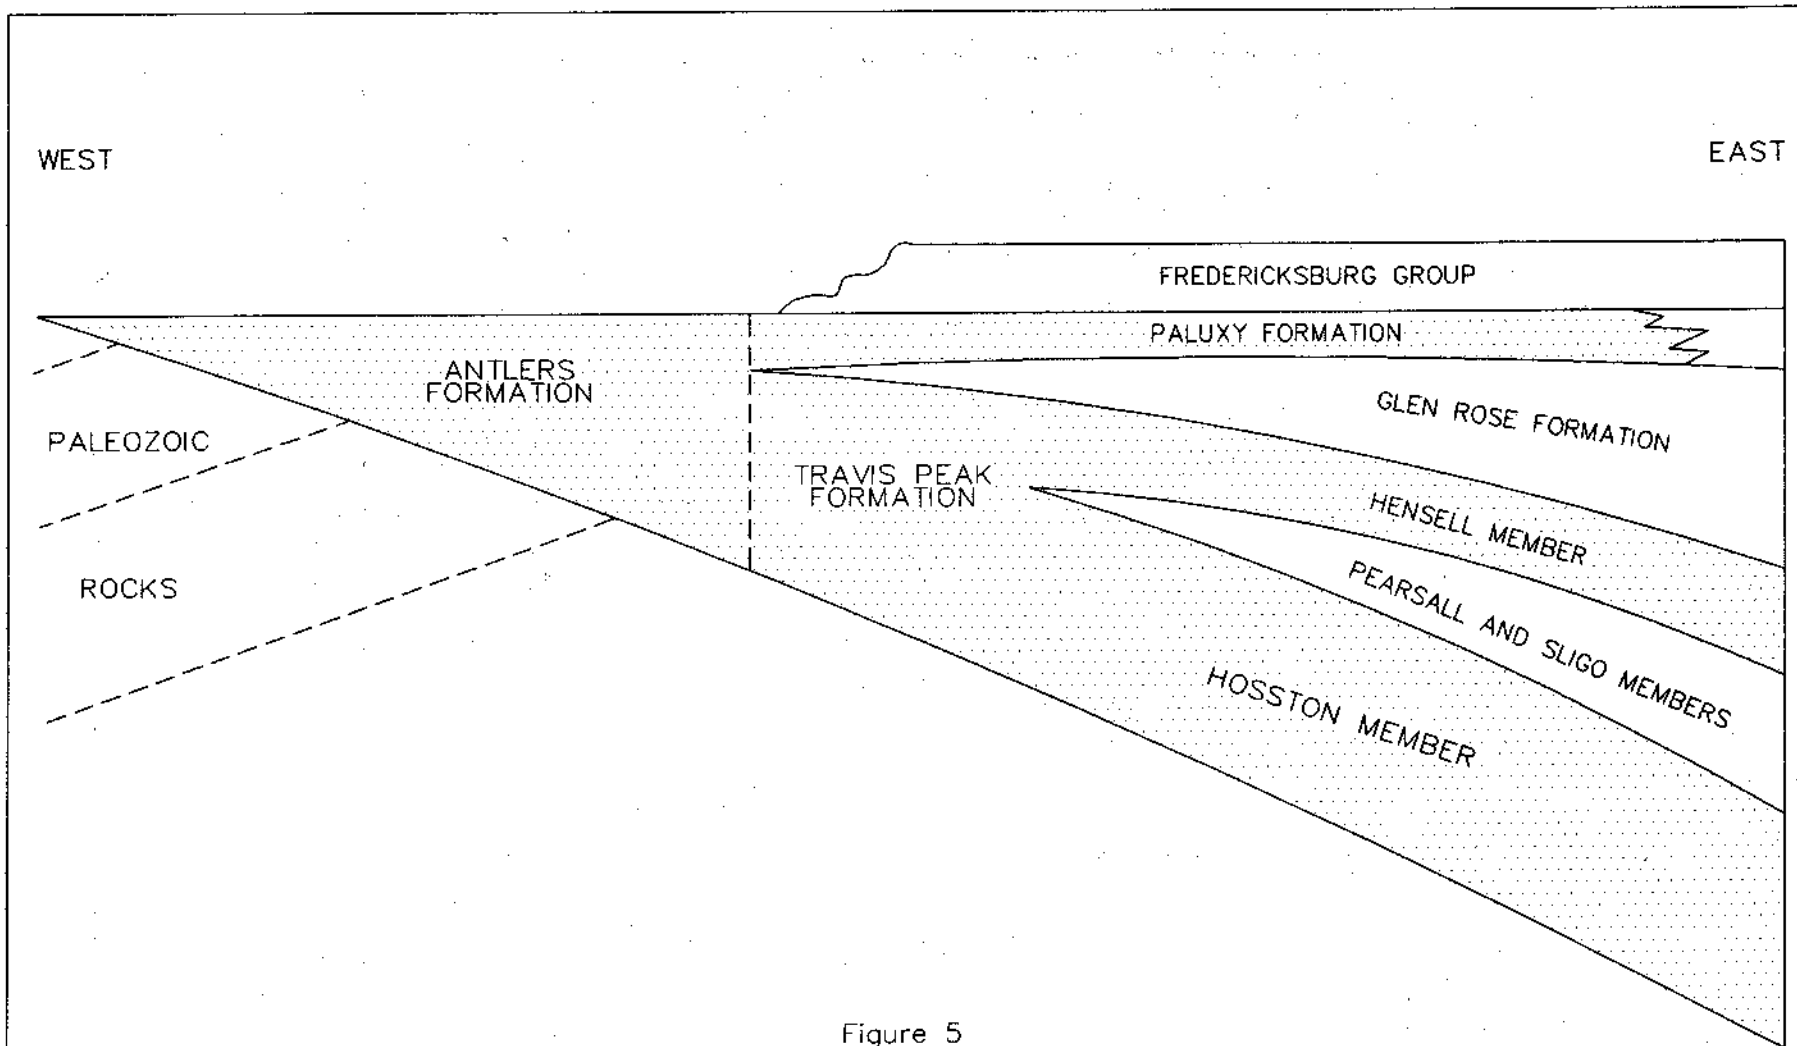 WEST
EAST
FREDERICKSBURG GROUP
PALUXY FORMATION
ANTLERS
FORMATION
GLEN ROSE FORMATION
PALEOZOIC
TRAVIS PEAK
FORMATION
HENSELL MEMBER
ROCKS
PEARSALL AND SLIGO MEMBERS
HOSSTON MEMBER
Figure 5